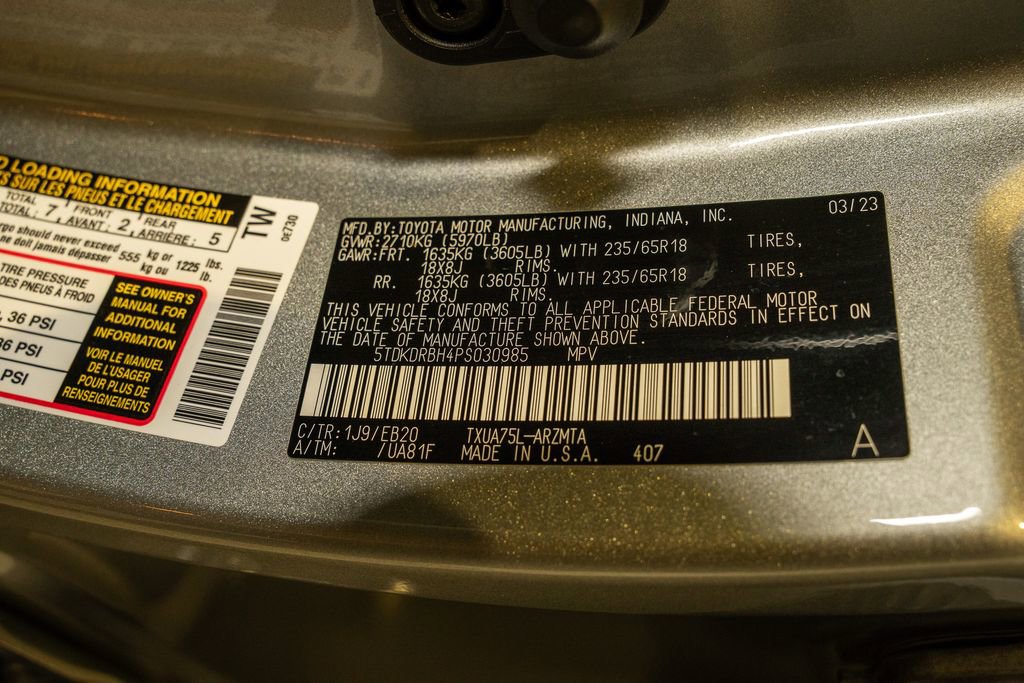 D LOADING INFORMATION
S SUR LES PNEUS ET LE CHARGEMENT
TOTAL FRONT REAR
TOTAL : 7, AVANT : 2, ARRIÈRE : 5
rgo should never exceed 555 kg or 1225 lbs.
ne doit jamais dépasser kg ou lb.
TIRE PRESSURE
DES PNEUS À FROID
, 36 PSI
36 PSI
PSI
SEE OWNER'S
MANUAL FOR
ADDITIONAL
INFORMATION
VOIR LE MANUEL
DE L'USAGER
POUR PLUS DE
RENSEIGNEMENTS
TW
0E730
MFD.BY:TOYOTA MOTOR MANUFACTURING, INDIANA, INC. 03/23
GVWR:2710KG (5970LB)
GAWR:FRT. 1635KG (3605LB) WITH 235/65R18 TIRES,
18X8J RIMS.
RR. 1635KG (3605LB) WITH 235/65R18 TIRES,
18X8J RIMS.
THIS VEHICLE CONFORMS TO ALL APPLICABLE FEDERAL MOTOR
VEHICLE SAFETY AND THEFT PREVENTION STANDARDS IN EFFECT ON
THE DATE OF MANUFACTURE SHOWN ABOVE.
5TDKDRBH4PS030985 MPV
C/TR:1J9/EB20 TXUA75L-ARZMTA
A/TM: /UA81F MADE IN U.S.A. 407
A